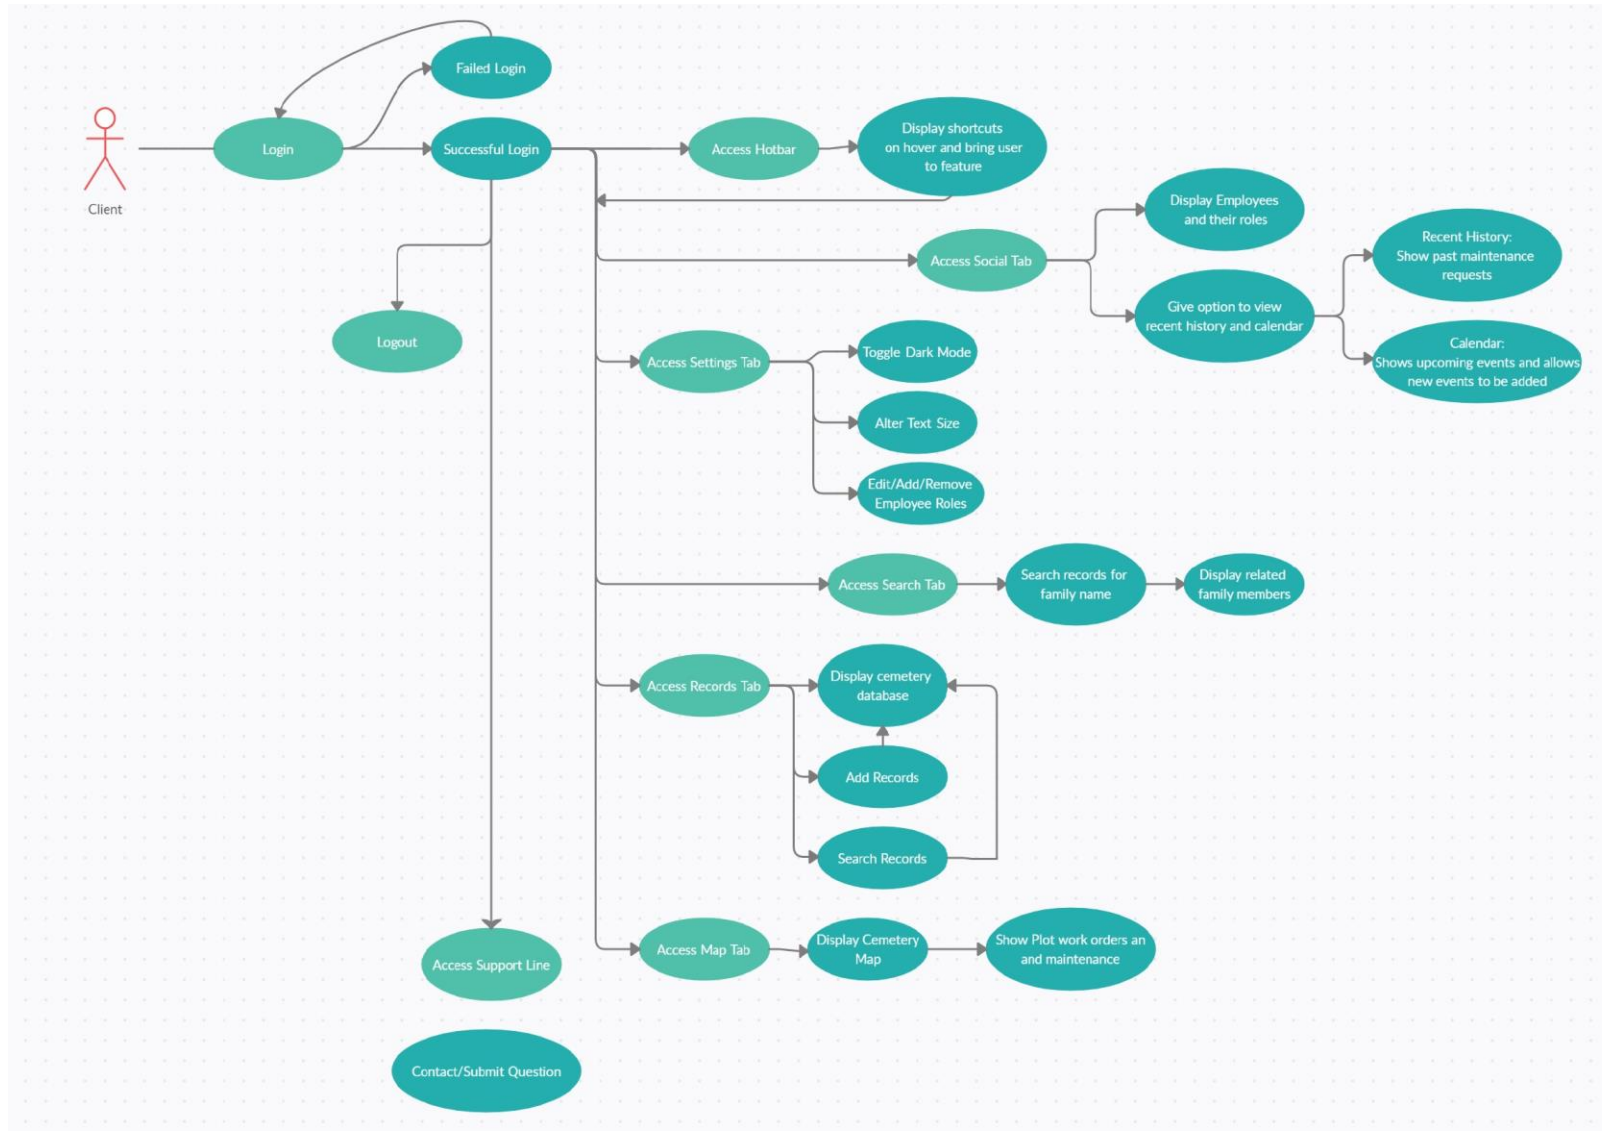 Failed Login
Client
Login
Successful Login
Access Hotbar
Display shortcuts
on hover and bring user
to feature
Logout
Access Social Tab
Display Employees
and their roles
Give option to view
recent history and calendar
Recent History:
Show past maintenance
requests
Calendar:
Shows upcoming events and allows
new events to be added
Access Settings Tab
Toggle Dark Mode
Alter Text Size
Edit/Add/Remove
Employee Roles
Access Search Tab
Search records for
family name
Display related
family members
Access Records Tab
Display cemetery
database
Add Records
Search Records
Access Map Tab
Display Cemetery
Map
Show Plot work orders an
and maintenance
Access Support Line
Contact/Submit Question